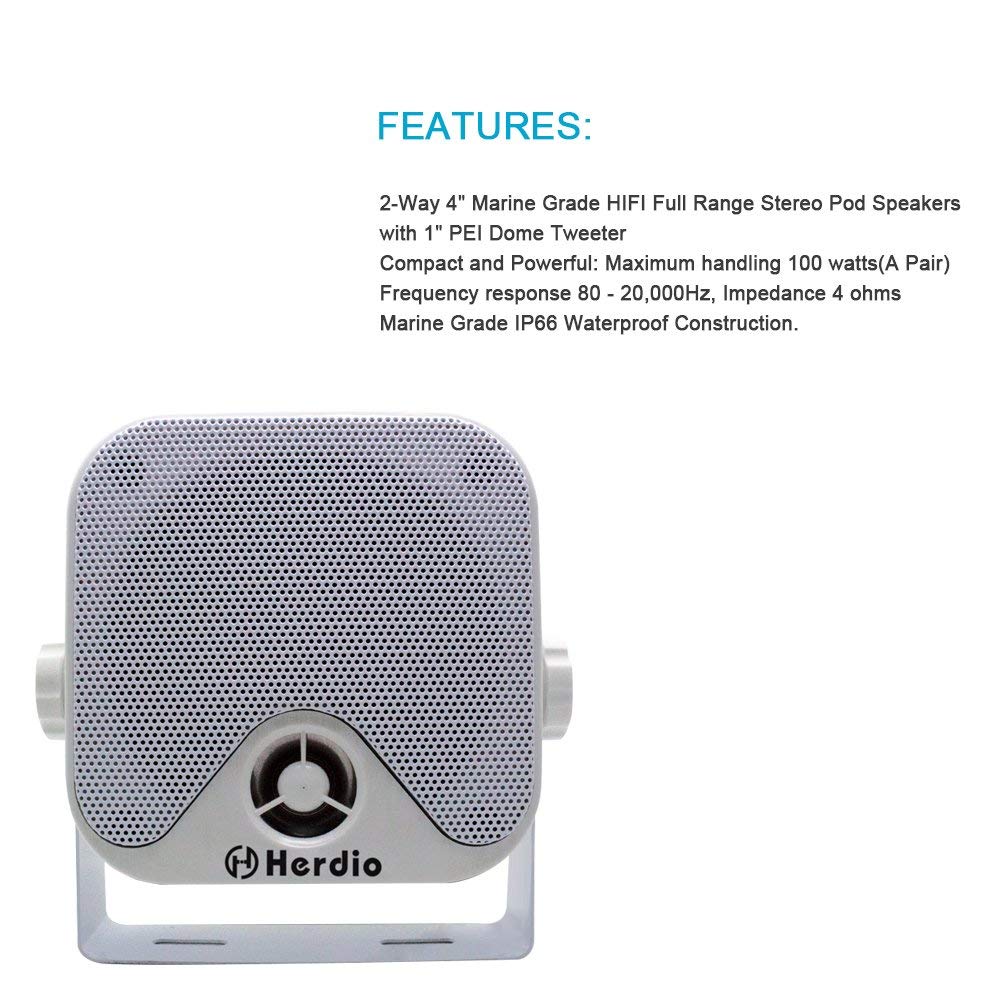 FEATURES:
2-Way 4" Marine Grade HIFI Full Range Stereo Pod Speakers
with 1" PEI Dome Tweeter
Compact and Powerful: Maximum handling 100 watts(A Pair)
Frequency response 80 - 20,000Hz, Impedance 4 ohms
Marine Grade IP66 Waterproof Construction.
Herdio